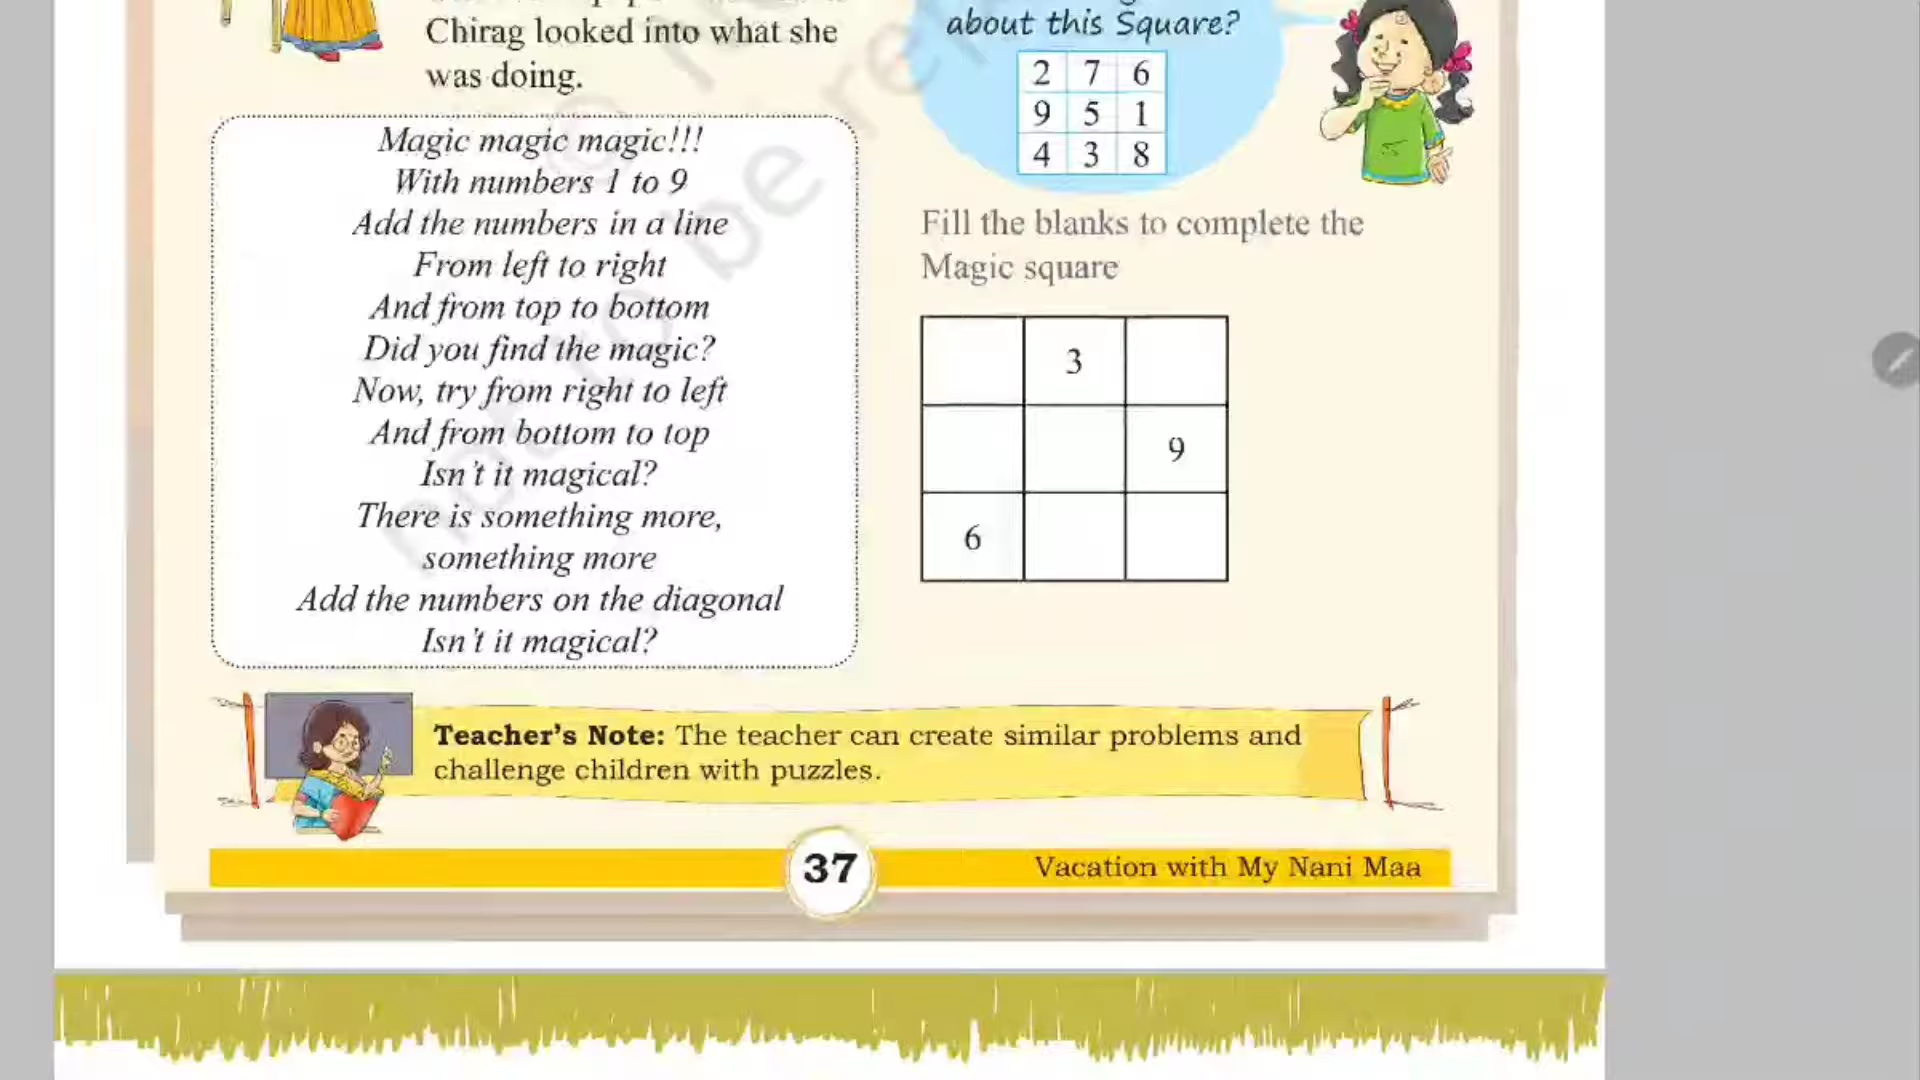 Chirag looked into what she
was doing.
Magic magic magic!!!
With numbers 1 to 9
Add the numbers in a line
From left to right
And from top to bottom
Did you find the magic?
Now, try from right to left
And from bottom to top
Isn't it magical?
There is something more,
something more
Add the numbers on the diagonal
Isn't it magical?
about this Square?
2 7 6
9 5 1
4 3 8
Fill the blanks to complete the
Magic square
3
9
6
Teacher's Note: The teacher can create similar problems and
challenge children with puzzles.
37
Vacation with My Nani Maa
not to be re